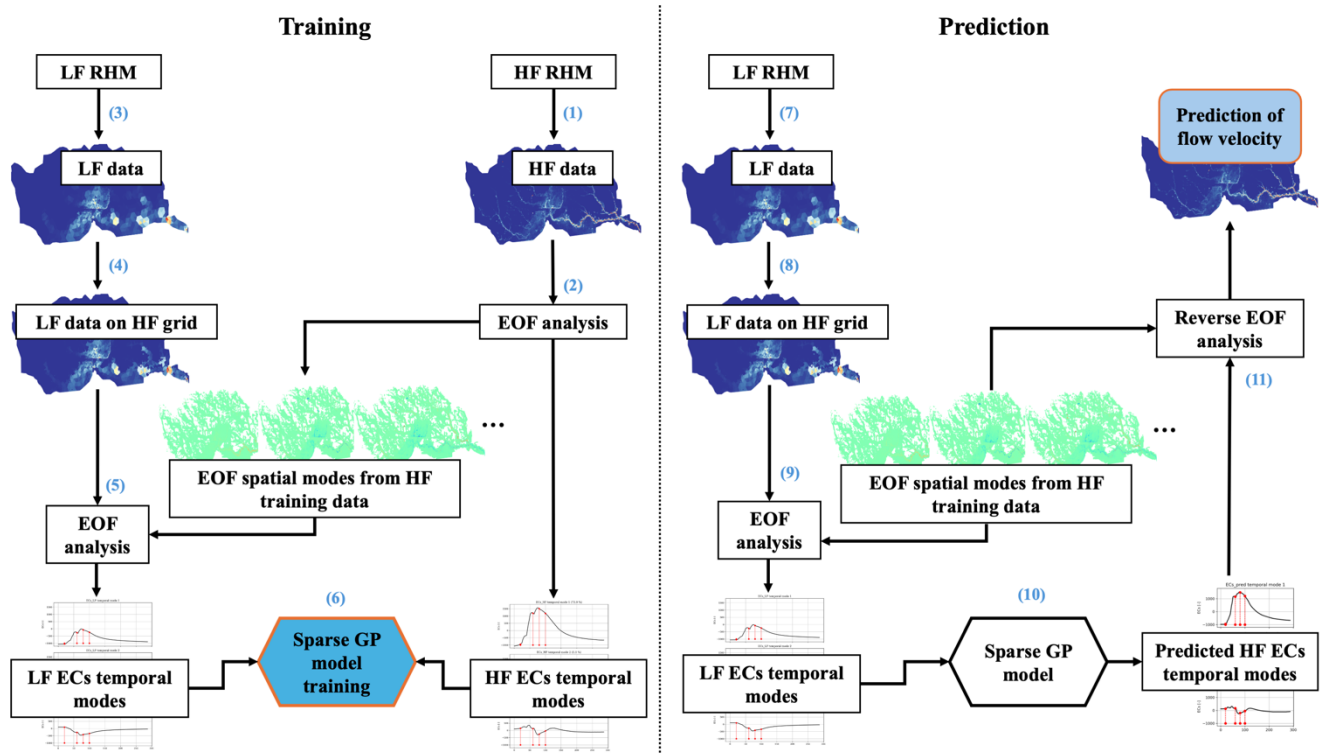 Training
LF RHM
HF RHM
(3)
(1)
LF data
HF data
(4)
(2)
LF data on HF grid
EOF analysis
...
EOF spatial modes from HF
training data
(5)
EOF
analysis
(6)
Sparse GP
model
training
LF ECs temporal
modes
HF ECs temporal
modes
Prediction
LF RHM
(7)
Prediction of
flow velocity
LF data
(8)
LF data on HF grid
Reverse EOF
analysis
(11)
...
EOF spatial modes from HF
training data
(9)
EOF
analysis
(10)
ECs_pred temporal mode 1
Sparse GP
model
LF ECs temporal
modes
Predicted HF ECs
temporal modes